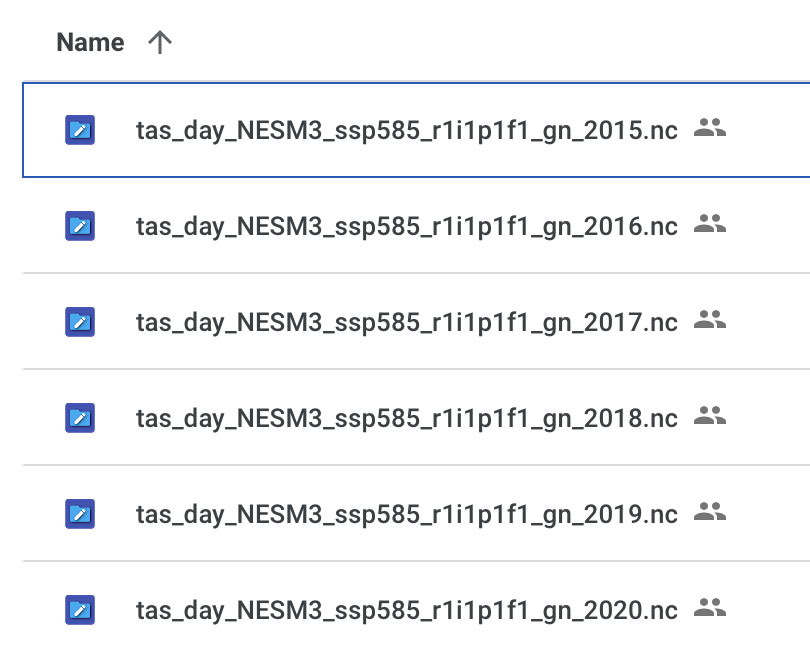 Name
tas_day_NESM3_ssp585_r1i1p1f1_gn_2015.nc
tas_day_NESM3_ssp585_r1i1p1f1_gn_2016.nc
tas_day_NESM3_ssp585_r1i1p1f1_gn_2017.nc
tas_day_NESM3_ssp585_r1i1p1f1_gn_2018.nc
tas_day_NESM3_ssp585_r1i1p1f1_gn_2019.nc
tas_day_NESM3_ssp585_r1i1p1f1_gn_2020.nc